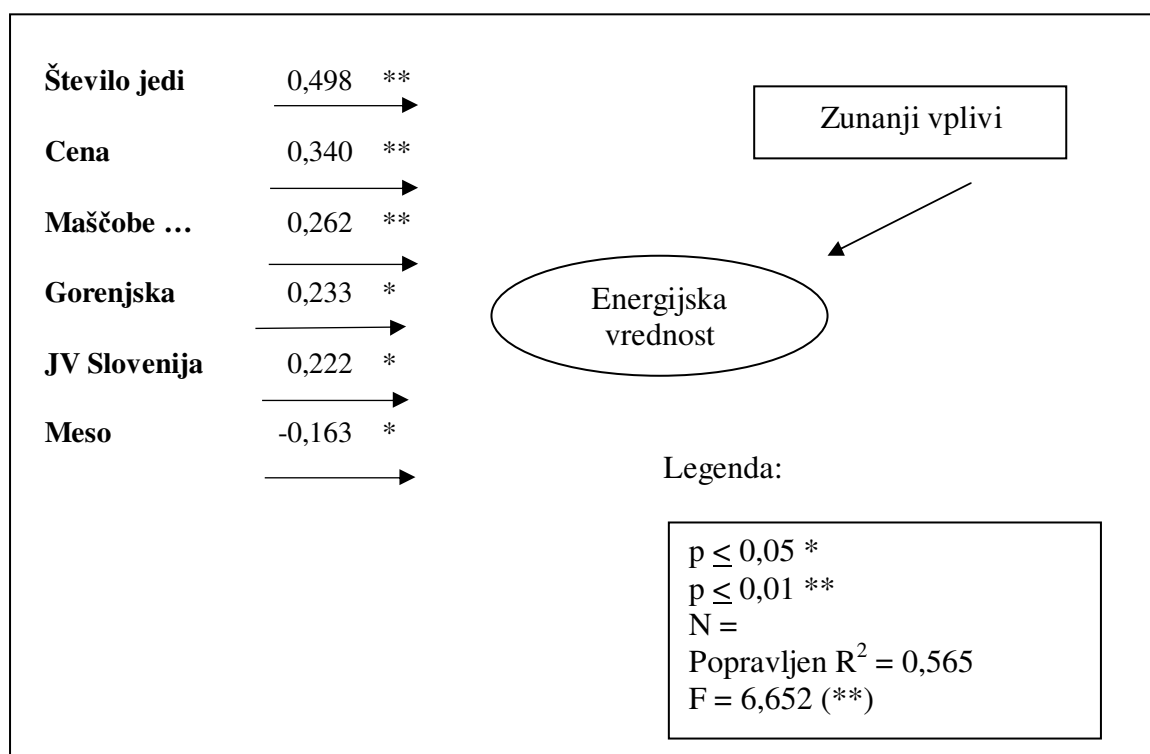 Število jedi 0,498 **
Zunanji vplivi
Cena 0,340 **
Maščobe … 0,262 **
Gorenjska 0,233 *
Energijska
vrednost
JV Slovenija 0,222 *
Meso -0,163 *
Legenda:
p ≤ 0,05 *
p ≤ 0,01 **
N =
Popravljen R² = 0,565
F = 6,652 (**)